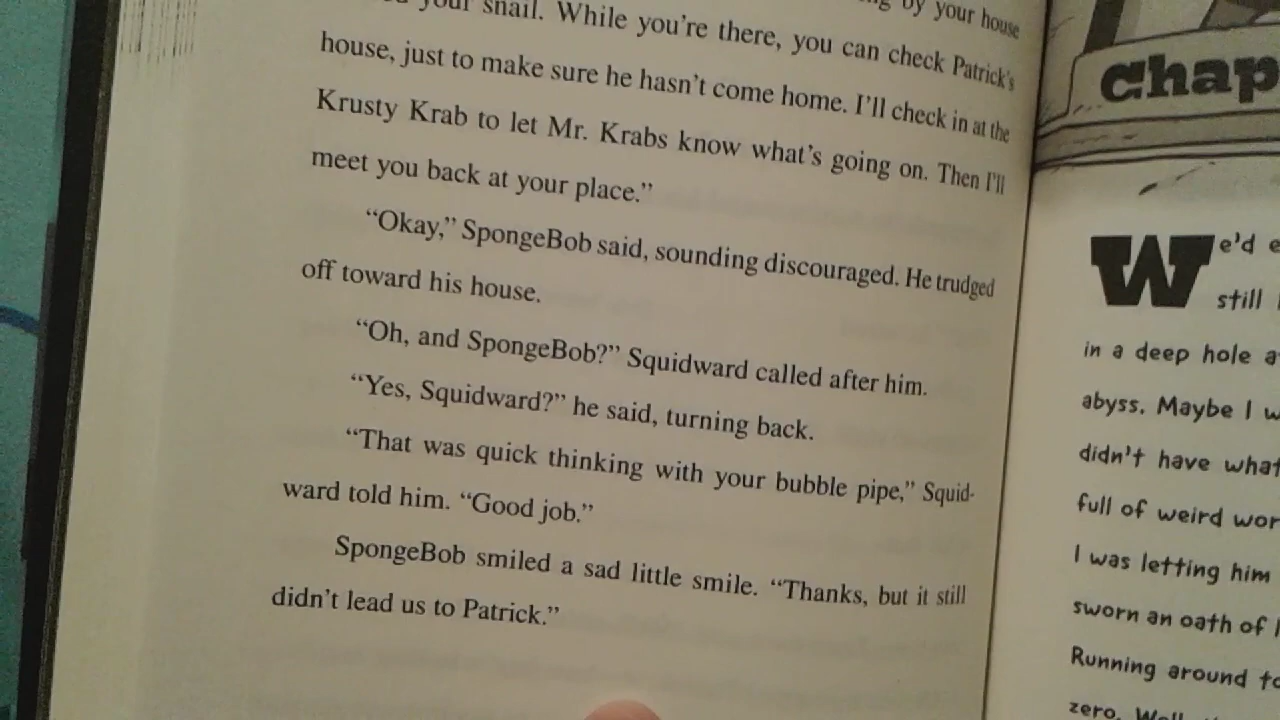 by your house
your snail. While you're there, you can check Patrick's
house, just to make sure he hasn't come home. I'll check in at the
Krusty Krab to let Mr. Krabs know what's going on. Then I'll
meet you back at your place."
"Okay," SpongeBob said, sounding discouraged. He trudged
off toward his house.
"Oh, and SpongeBob?" Squidward called after him.
"Yes, Squidward?" he said, turning back.
"That was quick thinking with your bubble pipe," Squid-
ward told him. "Good job."
SpongeBob smiled a sad little smile. "Thanks, but it still
didn't lead us to Patrick."
Chap
We'd
still
in a deep hole
abyss. Maybe I
didn't have what
full of weird
I was letting him
sworn an oath of
Running around
zero.